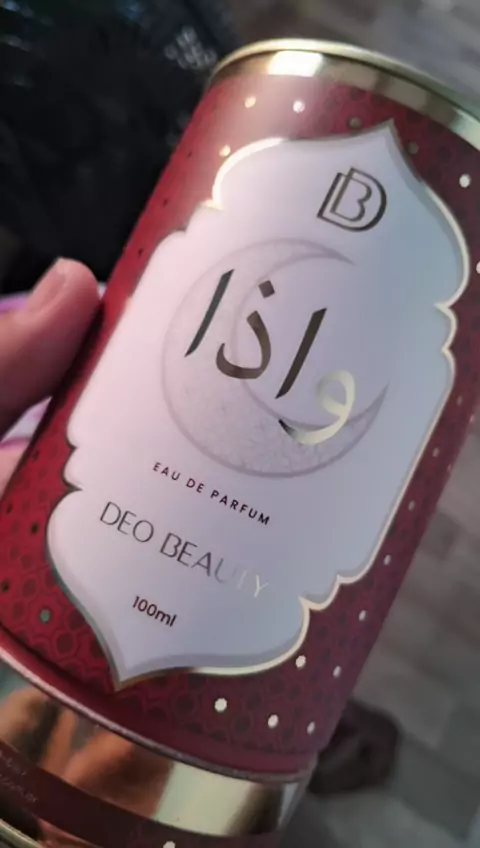 DB
واذا
EAU DE PARFUM
DEO BEAUTY
100ml